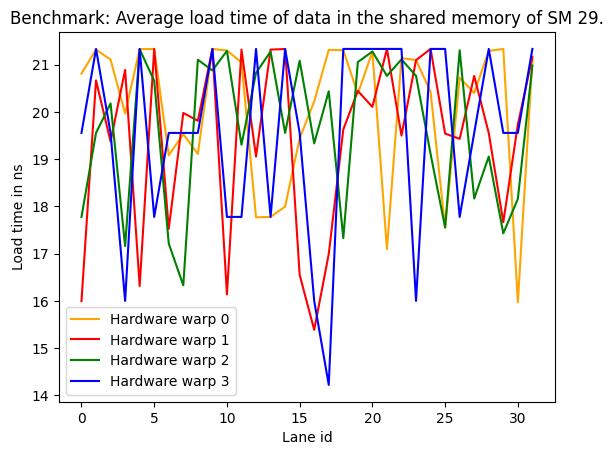 Benchmark: Average load time of data in the shared memory of SM 29.
Load time in ns
21
20
19
18
17
16
15
14
Hardware warp 0
Hardware warp 1
Hardware warp 2
Hardware warp 3
0 5 10 15 20 25 30
Lane id